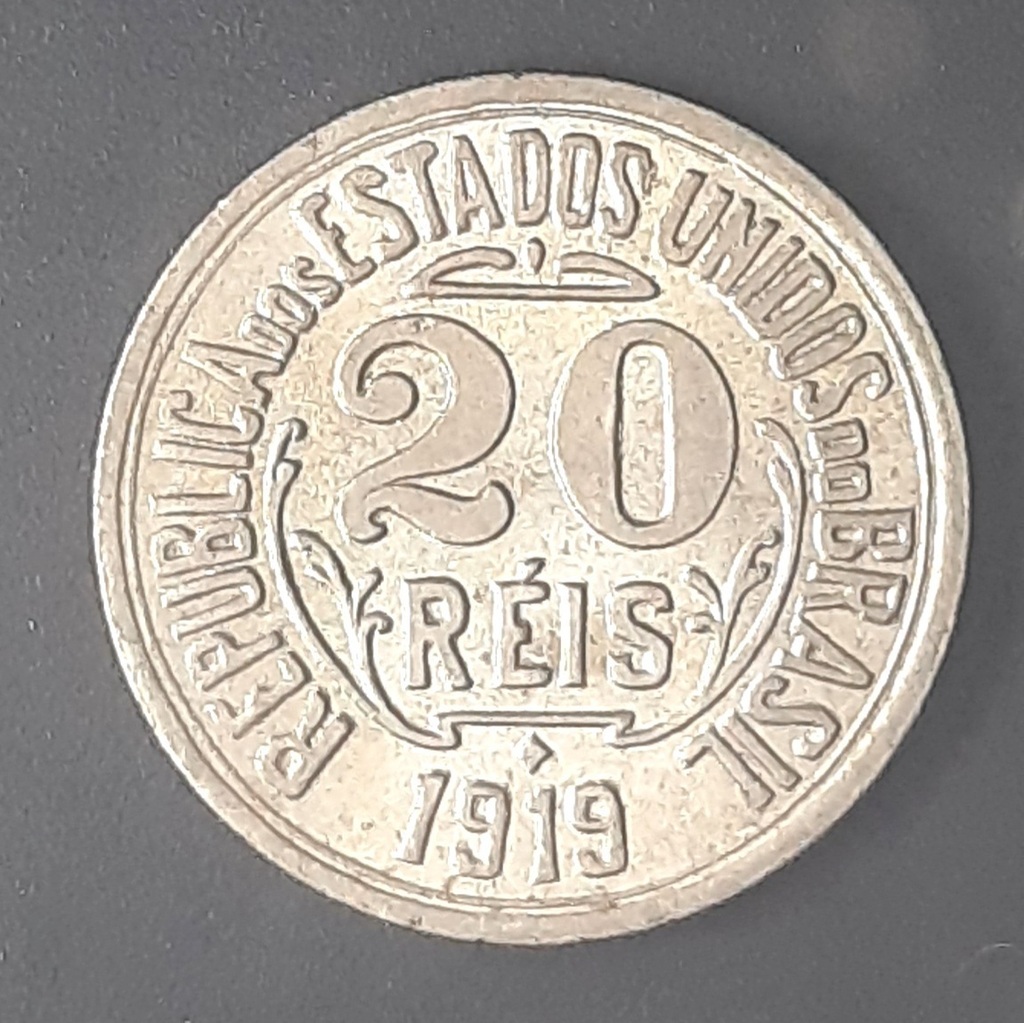 REPUBLICA DOS ESTADOS UNIDOS DO BRASIL
20
RÉIS
1919